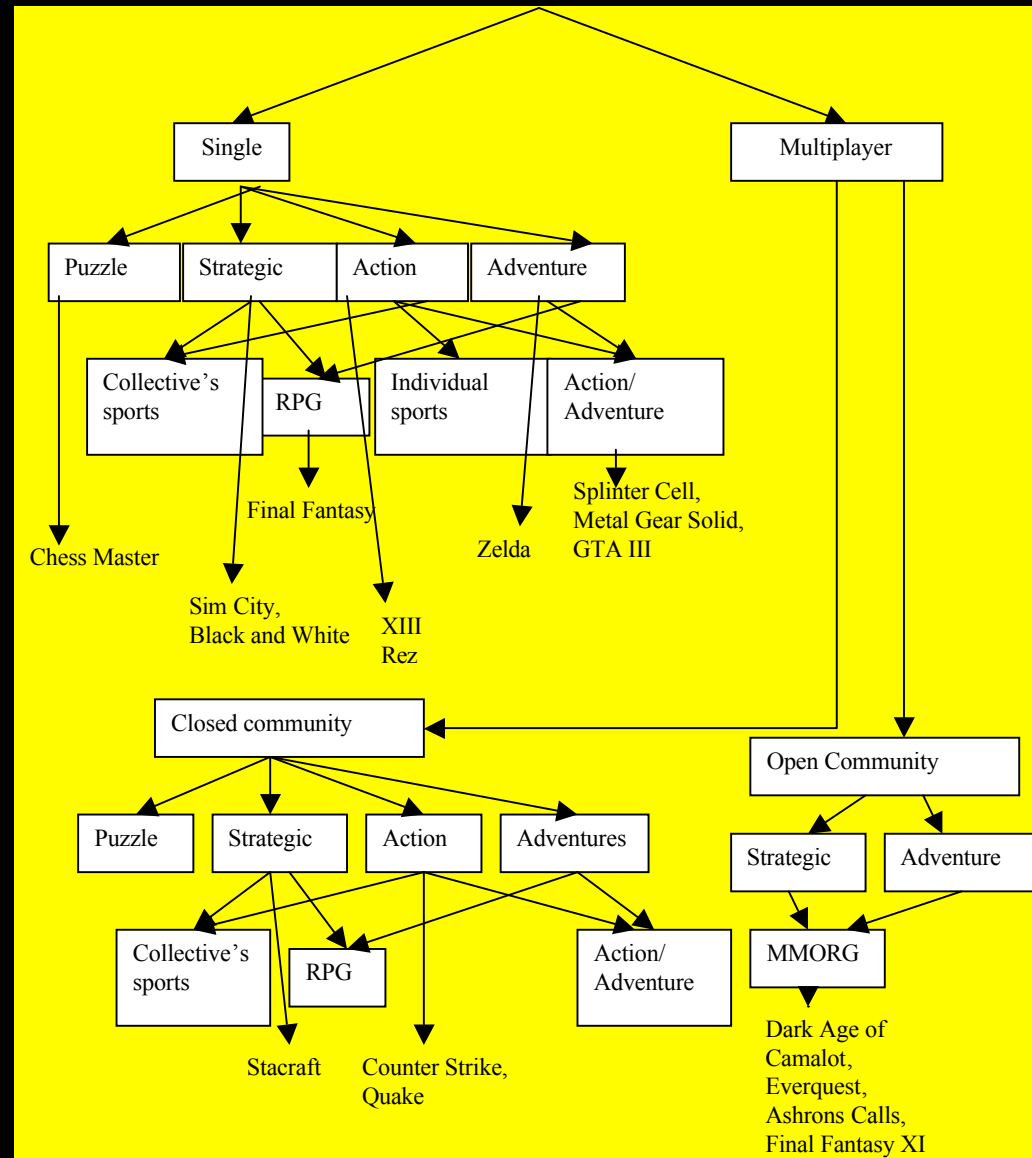 Single
Multiplayer
Puzzle
Strategic
Action
Adventure
Collective's
sports
RPG
Individual
sports
Action/
Adventure
Final Fantasy
Splinter Cell,
Metal Gear Solid,
GTA III
Chess Master
Zelda
Sim City,
Black and White
XIII
Rez
Closed community
Open Community
Puzzle
Strategic
Action
Adventures
Strategic
Adventure
Collective's
sports
RPG
Action/
Adventure
MMORG
Stacraft
Counter Strike,
Quake
Dark Age of
Camalot,
Everquest,
Ashrons Calls,
Final Fantasy XI